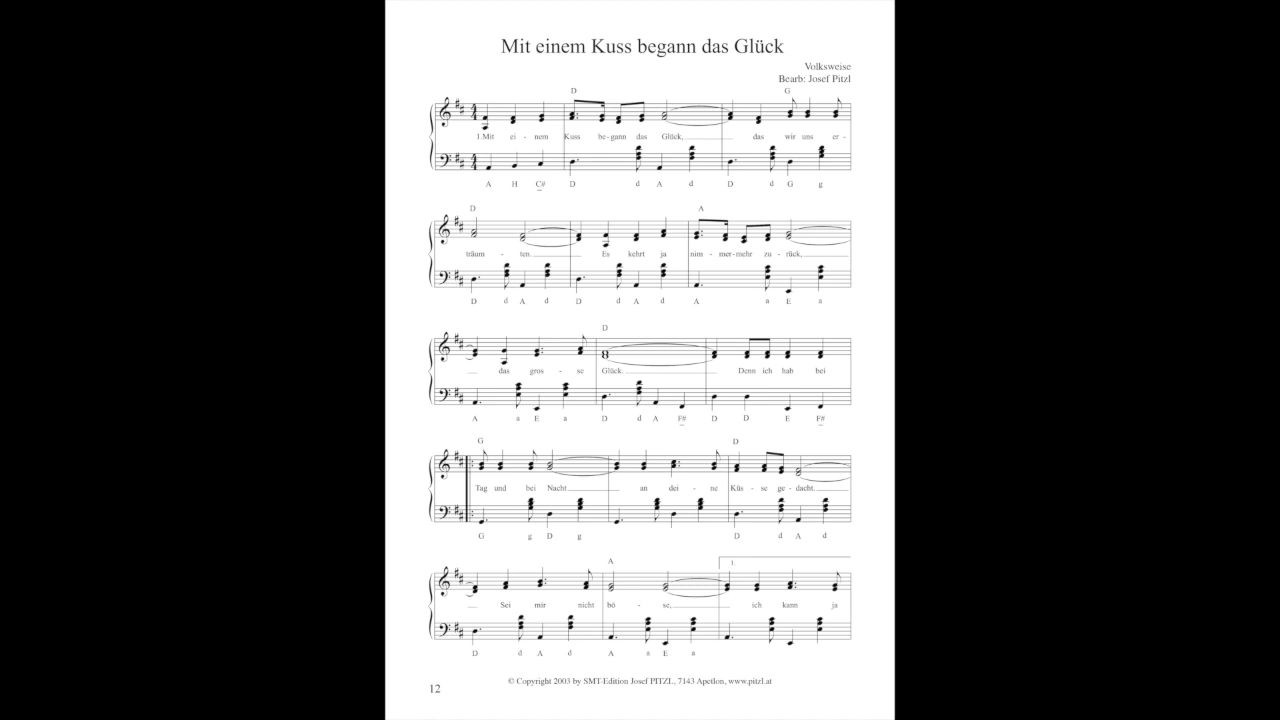 Mit einem Kuss begann das Glück
Volksweise
Bearb: Josef Pitzl
D G
1.Mit ei - nem Kuss be-gann das Glück, das wir uns er-
A H C# D d A d D d G g
D A
träum - ten. Es kehrt ja nim - mer-mehr zu-rück,
D d A d D d A d A a E a
D
das gros - se Glück. Denn ich hab bei
A a E a D d A F# D D E F#
G D
Tag und bei Nacht an dei - ne Küs - se ge-dacht.
G g D g D d A d
A
1.
Sei mir nicht bö - se, ich kann ja
D d A d A a E a
© Copyright 2003 by SMT-Edition Josef PITZL, 7143 Apetlon, www.pitzl.at
12